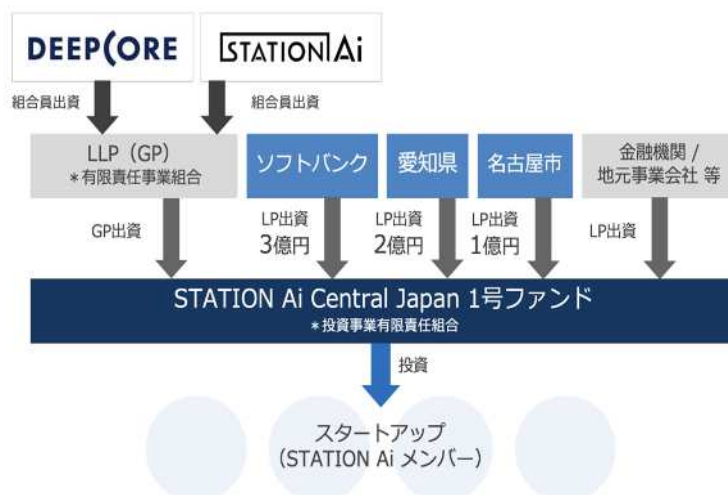 DEEPCORE
STATION Ai
組合員出資
組合員出資
LLP（GP）
＊有限責任事業組合
ソフトバンク
愛知県
名古屋市
金融機関 /
地元事業会社 等
GP出資
LP出資
3億円
LP出資
2億円
LP出資
1億円
LP出資
STATION Ai Central Japan 1号ファンド
＊投資事業有限責任組合
投資
スタートアップ
（STATION Ai メンバー）